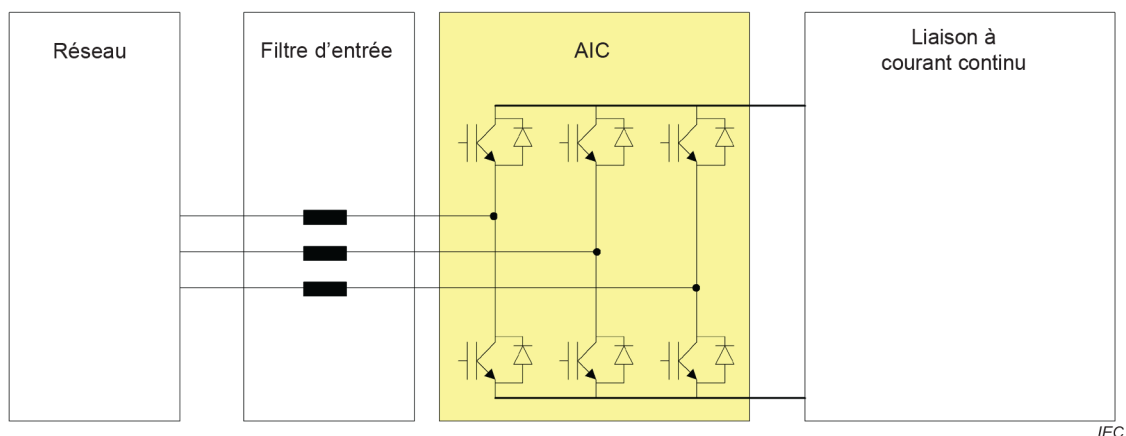 Réseau
Filtre d'entrée
AIC
Liaison à
courant continu
IEC